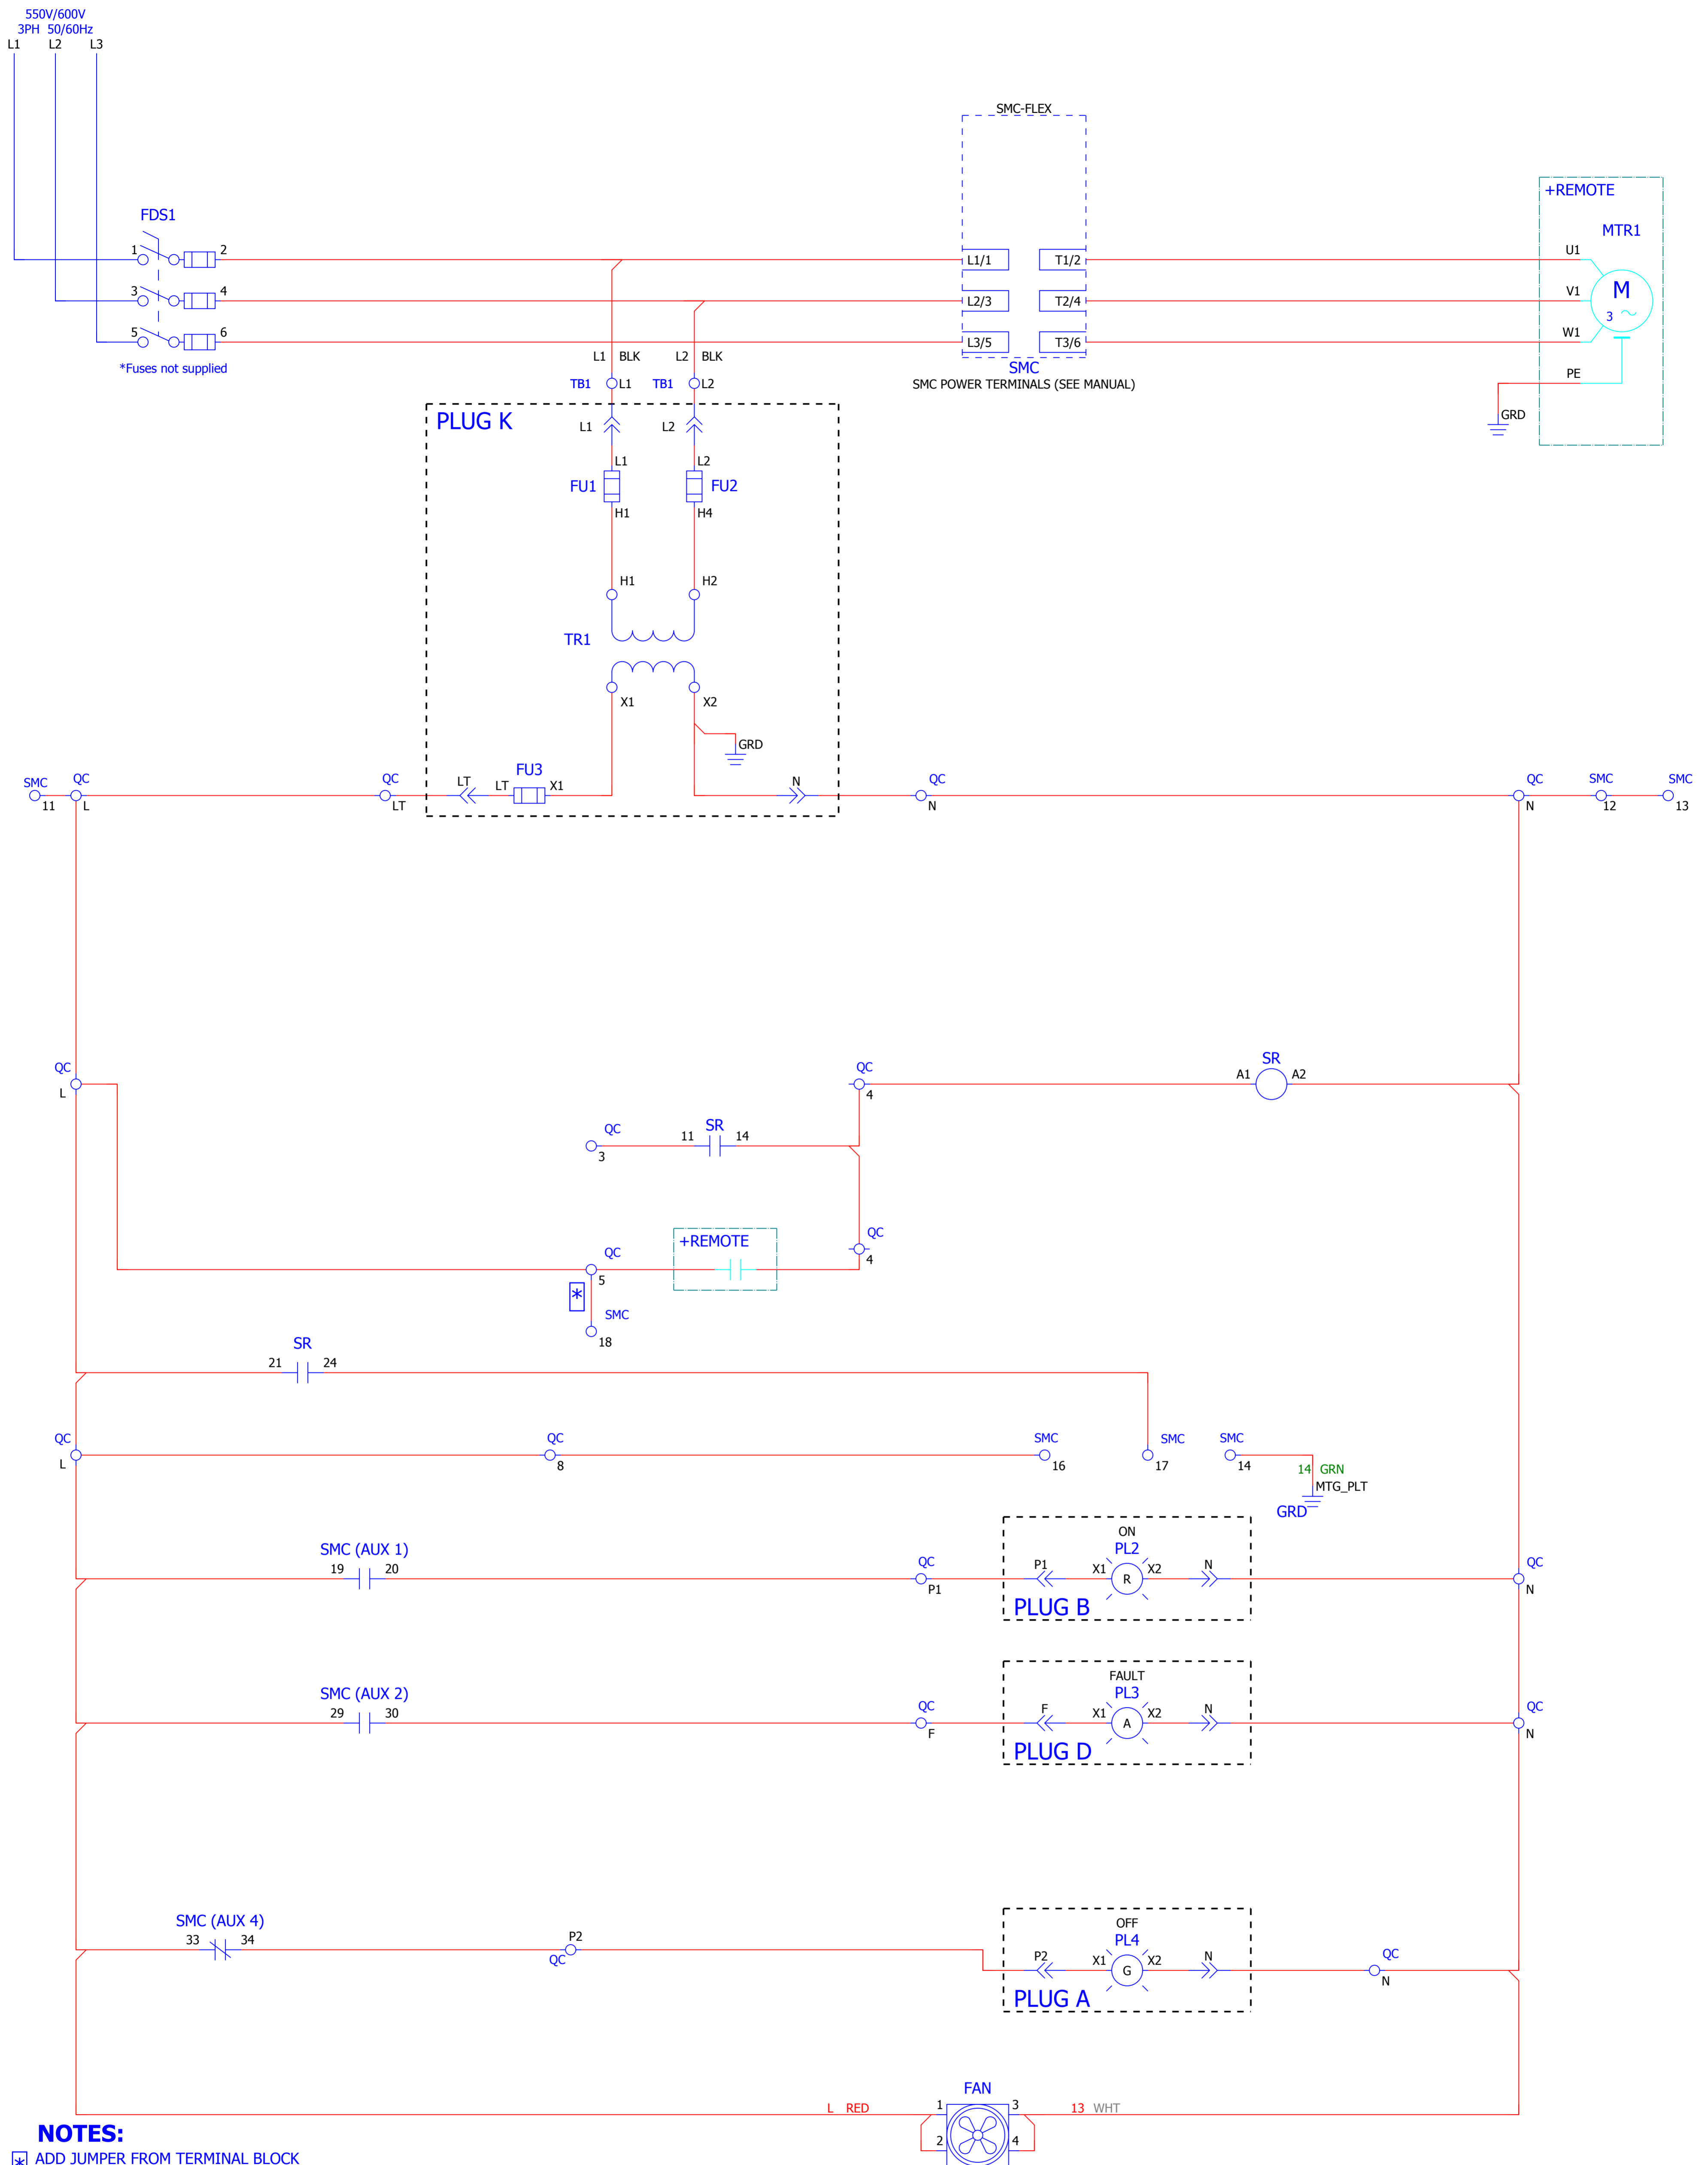 550V/600V
3PH 50/60Hz
L1 L2 L3
SMC-FLEX
+REMOTE
MTR1
FDS1
1 2 L1/1 T1/2 U1
3 4 L2/3 T2/4 V1
M
3
5 6 L3/5 T3/6 W1
*Fuses not supplied
L1 BLK L2 BLK
SMC
SMC POWER TERMINALS (SEE MANUAL)
PE
GRD
TB1 L1 TB1 L2
PLUG K
L1 L2
L1 L2
FU1 FU2
H1 H4
H1 H2
TR1
X1 X2
GRD
SMC QC QC LT LT FU3 X1 N QC QC SMC SMC
11 L LT N N 12 13
QC QC SR
L 4 A1 A2
QC SR
3 11 14
QC +REMOTE QC
5 4
*
SMC
18
SR
21 24
QC QC SMC SMC SMC
L 8 16 17 14
14 GRN
MTG_PLT
GRD
ON
SMC (AUX 1) PL2
19 20 QC P1 X1 R X2 N QC
P1 N
PLUG B
FAULT
SMC (AUX 2) PL3
29 30 QC F X1 A X2 N QC
F N
PLUG D
OFF
SMC (AUX 4) PL4
33 34 P2 P2 X1 G X2 N QC
QC N
PLUG A
FAN
L RED 1 3 13 WHT
2 4
NOTES:
* ADD JUMPER FROM TERMINAL BLOCK